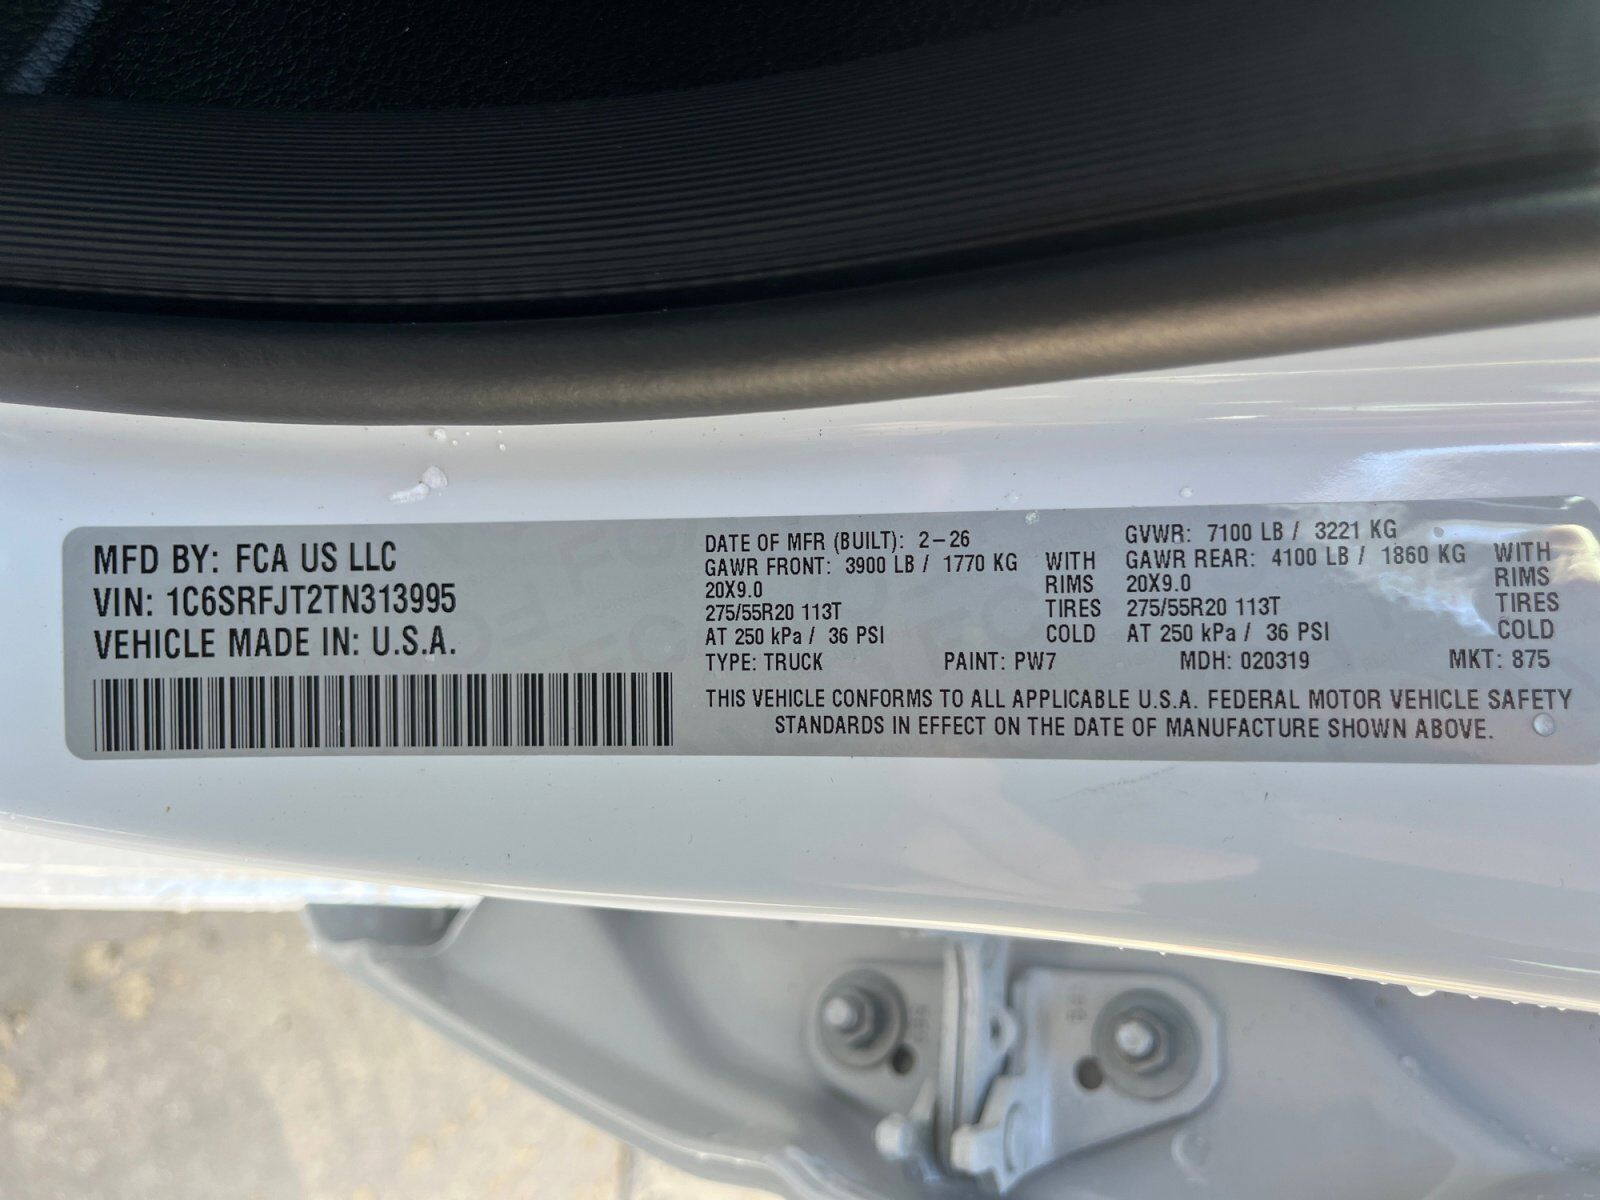 MFD BY: FCA US LLC
VIN: 1C6SRFJT2TN313995
VEHICLE MADE IN: U.S.A.
DATE OF MFR (BUILT): 2-26
GAWR FRONT: 3900 LB / 1770 KG WITH
20X9.0 RIMS
275/55R20 113T TIRES
AT 250 kPa / 36 PSI COLD
GVWR: 7100 LB / 3221 KG
GAWR REAR: 4100 LB / 1860 KG WITH
20X9.0 RIMS
275/55R20 113T TIRES
AT 250 kPa / 36 PSI COLD
TYPE: TRUCK PAINT: PW7 MDH: 020319 MKT: 875
THIS VEHICLE CONFORMS TO ALL APPLICABLE U.S.A. FEDERAL MOTOR VEHICLE SAFETY
STANDARDS IN EFFECT ON THE DATE OF MANUFACTURE SHOWN ABOVE.